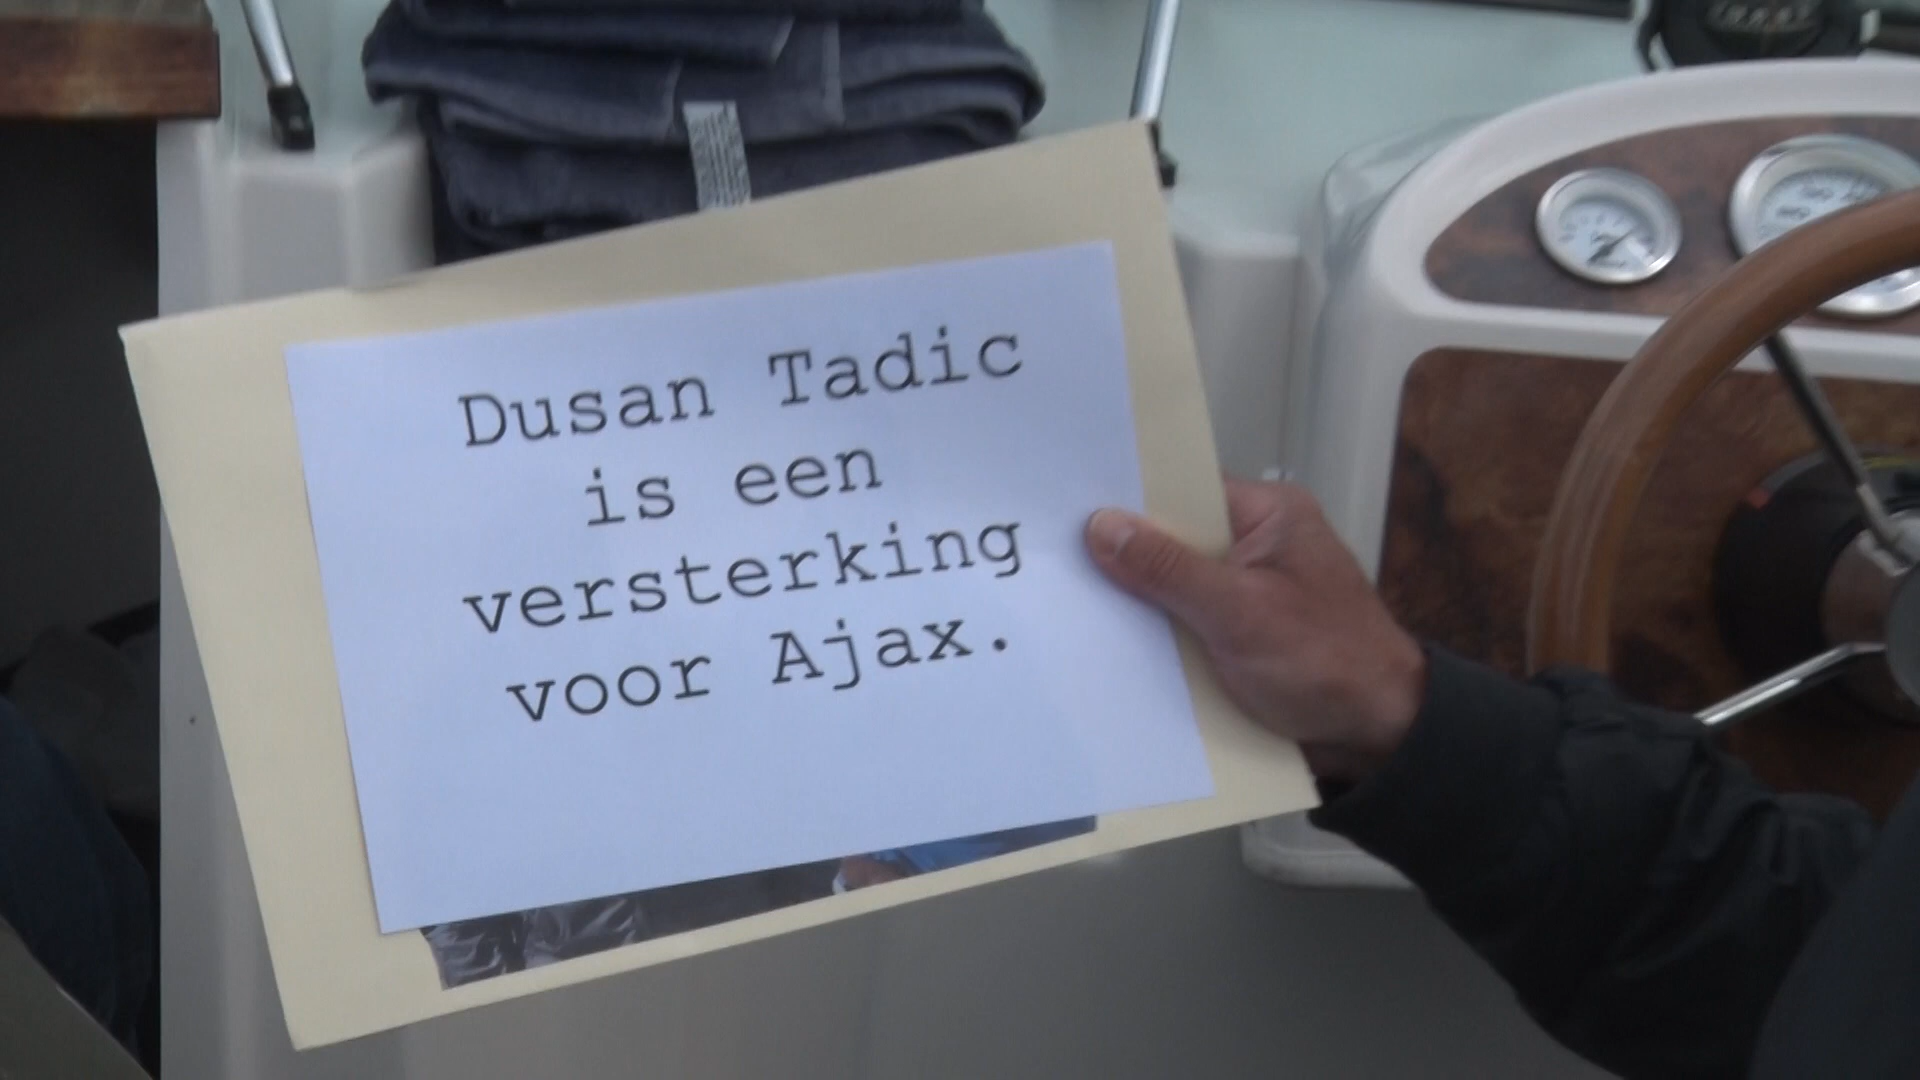 Dusan Tadic
is een
versterking
voor Ajax.